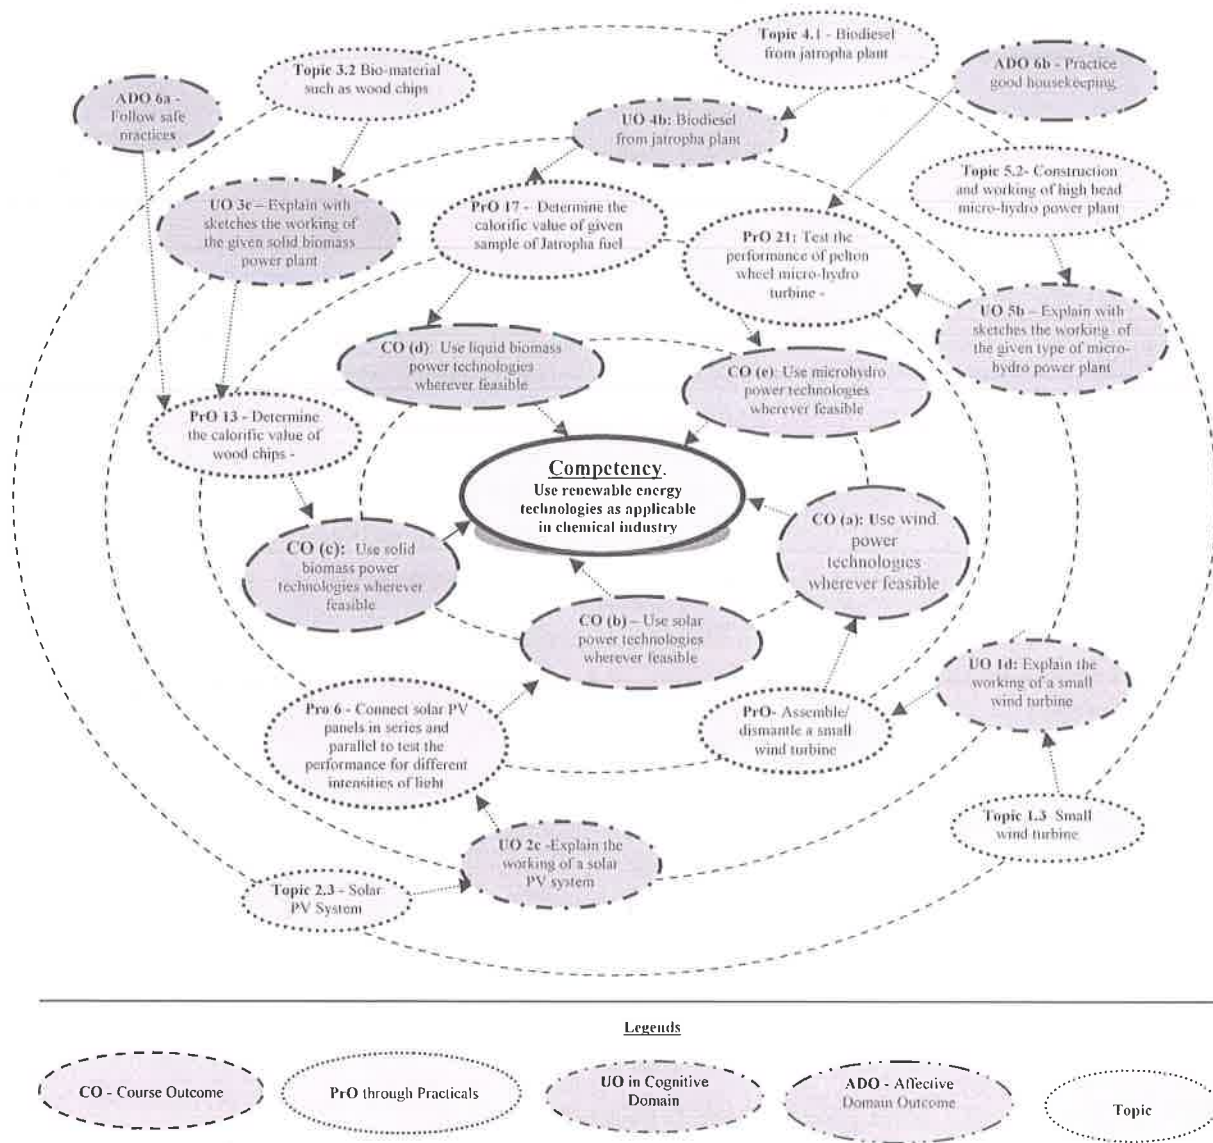 Topic 4.1 - Biodiesel
from jatropha plant
Topic 3.2 Bio-material
such as wood chips
ADO 6b - Practice
good housekeeping
ADO 6a -
Follow safe
practices
UO 4b: Biodiesel
from jatropha plant
Topic 5.2- Construction
and working of high head
micro-hydro power plant
UO 3c – Explain with
sketches the working of
the given solid biomass
power plant
PrO 17 - Determine the
calorific value of given
sample of Jatropha fuel
PrO 21: Test the
performance of pelton
wheel micro-hydro
turbine -
UO 5b – Explain with
sketches the working of
the given type of micro-
hydro power plant
CO (d): Use liquid biomass
power technologies
wherever feasible
CO (e): Use microhydro
power technologies
wherever feasible
PrO 13 - Determine
the calorific value of
wood chips -
Competency.
Use renewable energy
technologies as applicable
in chemical industry
CO (a): Use wind
power
technologies
wherever feasible
CO (c): Use solid
biomass power
technologies wherever
feasible
CO (b) – Use solar
power technologies
wherever feasible
UO 1d: Explain the
working of a small
wind turbine
Pro 6 - Connect solar PV
panels in series and
parallel to test the
performance for different
intensities of light
PrO- Assemble/
dismantle a small
wind turbine
Topic 1.3 Small
wind turbine
UO 2c -Explain the
working of a solar
PV system
Topic 2.3 - Solar
PV System
Legends
CO - Course Outcome
PrO through Practicals
UO in Cognitive
Domain
ADO - Affective
Domain Outcome
Topic